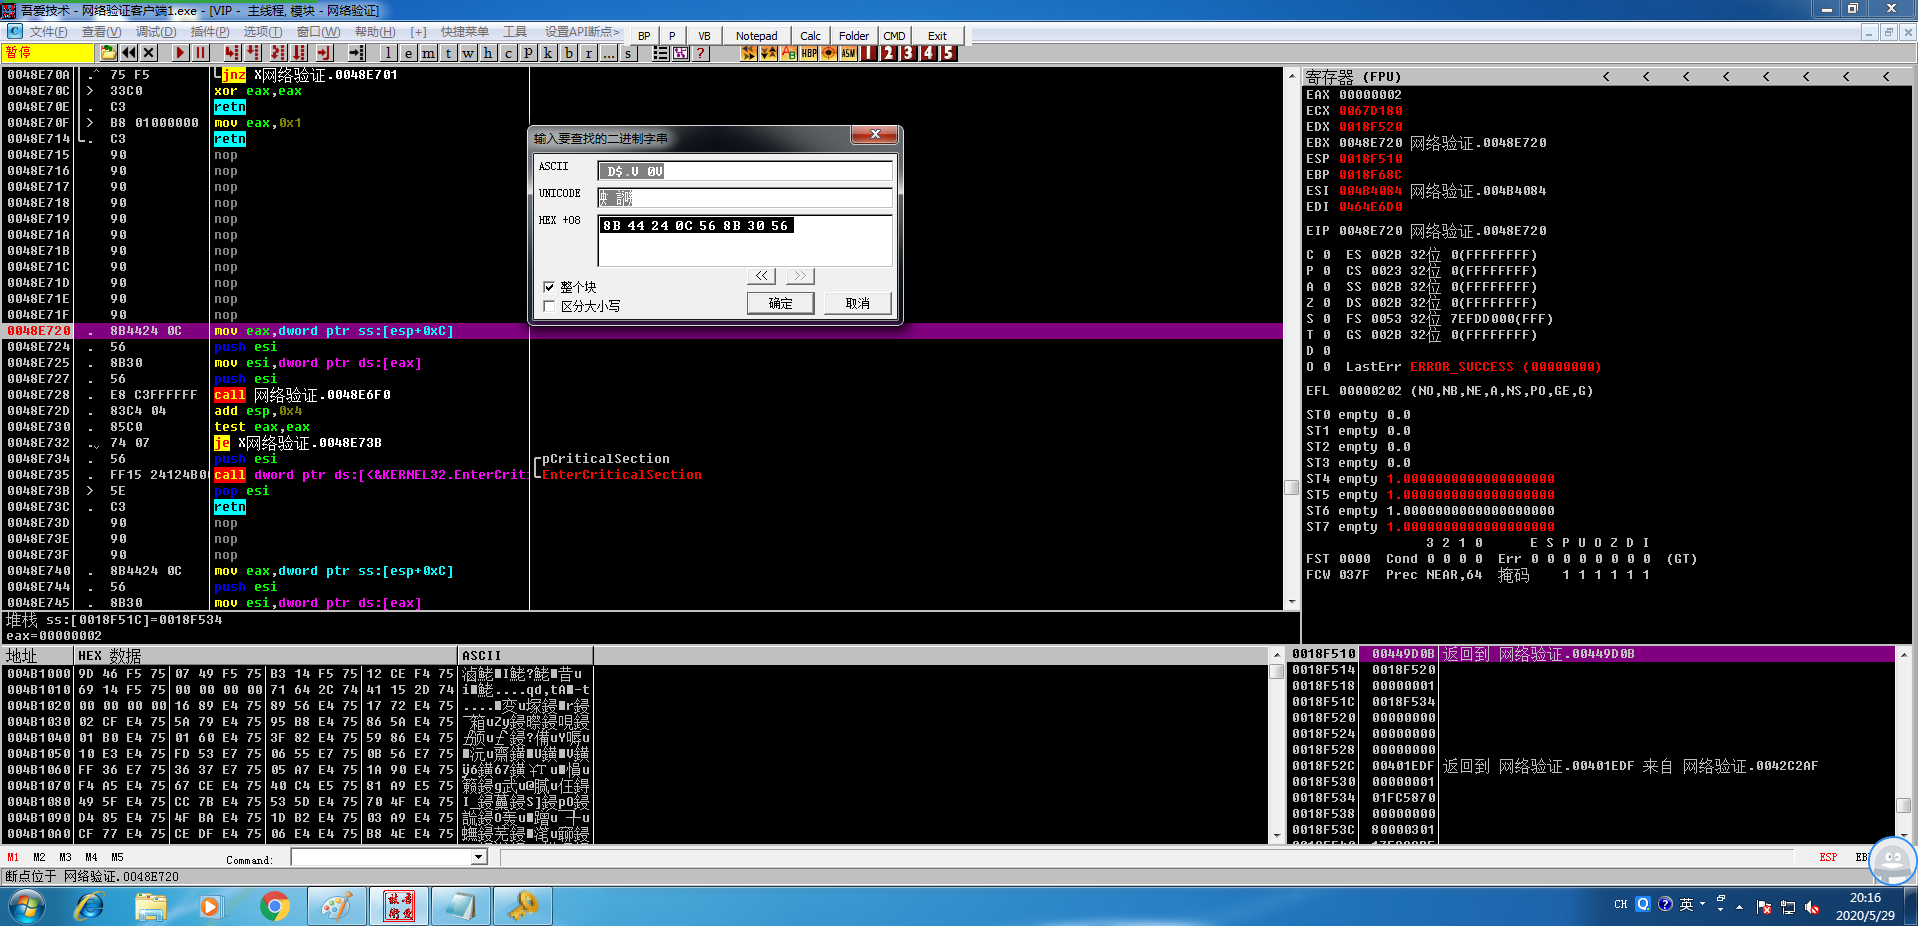 吾爱技术 - 网络验证客户端1.exe - [VIP - 主线程, 模块 - 网络验证]
文件(F) 查看(V) 调试(D) 插件(P) 选项(T) 窗口(W) 帮助(H) [+] 快捷菜单 工具 设置API断点> BP P VB Notepad Calc Folder CMD Exit
暂停 l e m t w h c p k b r ... s ? HBP ASM 1 2 3 4 5
0048E70A 75 F5 jnz X网络验证.0048E701
0048E70C 33C0 xor eax,eax
0048E70E C3 retn
0048E70F B8 01000000 mov eax,0x1
0048E714 C3 retn
0048E715 90 nop
0048E716 90 nop
0048E717 90 nop
0048E718 90 nop
0048E719 90 nop
0048E71A 90 nop
0048E71B 90 nop
0048E71C 90 nop
0048E71D 90 nop
0048E71E 90 nop
0048E71F 90 nop
0048E720 8B4424 0C mov eax,dword ptr ss:[esp+0xC]
0048E724 56 push esi
0048E725 8B30 mov esi,dword ptr ds:[eax]
0048E727 56 push esi
0048E728 E8 C3FFFFFF call 网络验证.0048E6F0
0048E72D 83C4 04 add esp,0x4
0048E730 85C0 test eax,eax
0048E732 74 07 je X网络验证.0048E73B
0048E734 56 push esi pCriticalSection
0048E735 FF15 24124B0 call dword ptr ds:[<&KERNEL32.EnterCrit EnterCriticalSection
0048E73B 5E pop esi
0048E73C C3 retn
0048E73D 90 nop
0048E73E 90 nop
0048E73F 90 nop
0048E740 8B4424 0C mov eax,dword ptr ss:[esp+0xC]
0048E744 56 push esi
0048E745 8B30 mov esi,dword ptr ds:[eax]
堆栈 ss:[0018F51C]=0018F534
eax=00000002
输入要查找的二进制字串
ASCII D$.V 0V
UNICODE
HEX +08 8B 44 24 0C 56 8B 30 56
<< >>
整个块
区分大小写
确定 取消
寄存器 (FPU) < < < < < < < <
EAX 00000002
ECX 0067D180
EDX 0018F520
EBX 0048E720 网络验证.0048E720
ESP 0018F510
EBP 0018F68C
ESI 004B4084 网络验证.004B4084
EDI 0464E6D0
EIP 0048E720 网络验证.0048E720
C 0 ES 002B 32位 0(FFFFFFFF)
P 0 CS 0023 32位 0(FFFFFFFF)
A 0 SS 002B 32位 0(FFFFFFFF)
Z 0 DS 002B 32位 0(FFFFFFFF)
S 0 FS 0053 32位 7EFDD000(FFF)
T 0 GS 002B 32位 0(FFFFFFFF)
D 0
O 0 LastErr ERROR_SUCCESS (00000000)
EFL 00000202 (NO,NB,NE,A,NS,PO,GE,G)
ST0 empty 0.0
ST1 empty 0.0
ST2 empty 0.0
ST3 empty 0.0
ST4 empty 1.0000000000000000000
ST5 empty 1.0000000000000000000
ST6 empty 1.0000000000000000000
ST7 empty 1.0000000000000000000
3 2 1 0 E S P U O Z D I
FST 0000 Cond 0 0 0 0 Err 0 0 0 0 0 0 0 0 (GT)
FCW 037F Prec NEAR,64 掩码 1 1 1 1 1 1
地址 HEX 数据 ASCII
004B1000 9D 46 F5 75 07 49 F5 75 B3 14 F5 75 12 CE F4 75
004B1010 69 14 F5 75 00 00 00 00 71 64 2C 74 41 15 2D 74
004B1020 00 00 00 00 16 89 E4 75 89 56 E4 75 17 72 E4 75
004B1030 02 CF E4 75 5A 79 E4 75 95 B8 E4 75 86 5A E4 75
004B1040 01 B0 E4 75 01 60 E4 75 3F 82 E4 75 59 86 E4 75
004B1050 10 E3 E4 75 FD 53 E7 75 06 55 E7 75 0B 56 E7 75
004B1060 FF 36 E7 75 36 37 E7 75 05 A7 E4 75 1A 90 E4 75
004B1070 F4 A5 E4 75 67 CE E4 75 40 C4 E5 75 81 A9 E5 75
004B1080 49 5F E4 75 CC 7B E4 75 53 5D E4 75 70 4F E4 75
004B1090 D4 85 E4 75 4F BA E4 75 1D B2 E4 75 03 A9 E4 75
004B10A0 CF 77 E4 75 CE DF E4 75 06 E4 E4 75 B8 4E E4 75
0018F510 00449D0B 返回到 网络验证.00449D0B
0018F514 0018F520
0018F518 00000001
0018F51C 0018F534
0018F520 00000000
0018F524 00000000
0018F528 00000000
0018F52C 00401EDF 返回到 网络验证.00401EDF 来自 网络验证.0042C2AF
0018F530 00000001
0018F534 01FC5870
0018F538 00000000
0018F53C 80000301
M1 M2 M3 M4 M5 Command: ESP
断点位于 网络验证.0048E720
CH 英 20:16
2020/5/29